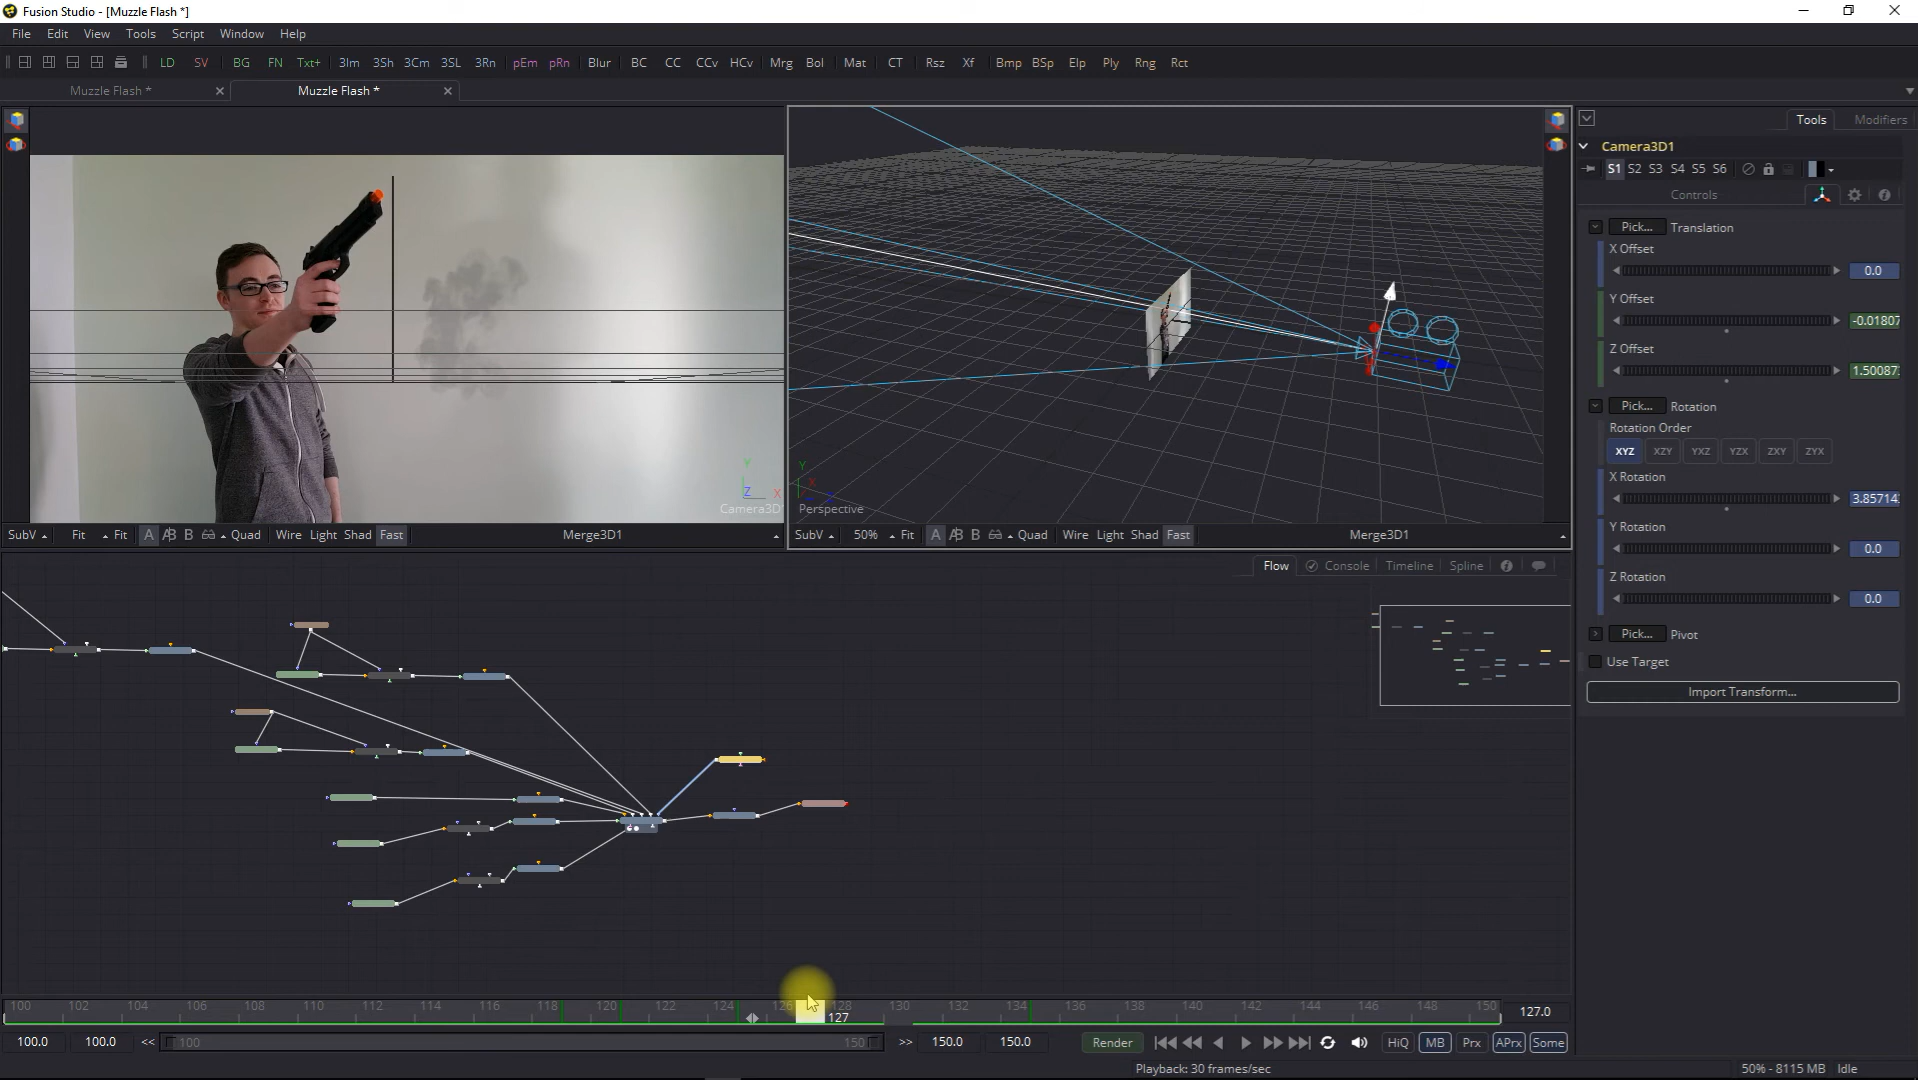 Fusion Studio - [Muzzle Flash *]
File Edit View Tools Script Window Help
LD SV BG FN Txt+ 3Im 3Sh 3Cm 3SL 3Rn pEm pRn Blur BC CC CCv HCv Mrg Bol Mat CT Rsz Xf Bmp BSp Elp Ply Rng Rct
Muzzle Flash * Muzzle Flash *
Tools Modifiers
Camera3D1
S1 S2 S3 S4 S5 S6
Controls
Pick... Translation
X Offset
0.0
Y Offset
-0.01807
Z Offset
1.50087
Pick... Rotation
Rotation Order
XYZ XZY YXZ YZX ZXY ZYX
X Rotation
3.85714
Y Rotation
0.0
Z Rotation
0.0
Pick... Pivot
Use Target
Import Transform...
Y
Z X
Camera3D
Y
X
Z
Perspective
SubV Fit Fit A AB B Quad Wire Light Shad Fast Merge3D1
SubV 50% Fit A AB B Quad Wire Light Shad Fast Merge3D1
Flow Console Timeline Spline
100 102 104 106 108 110 112 114 116 118 120 122 124 126 128 130 132 134 136 138 140 142 144 146 148 150
127
127.0
100.0 100.0 << 100 150 >> 150.0 150.0 Render HiQ MB Prx APrx Some
Playback: 30 frames/sec
50% - 8115 MB Idle